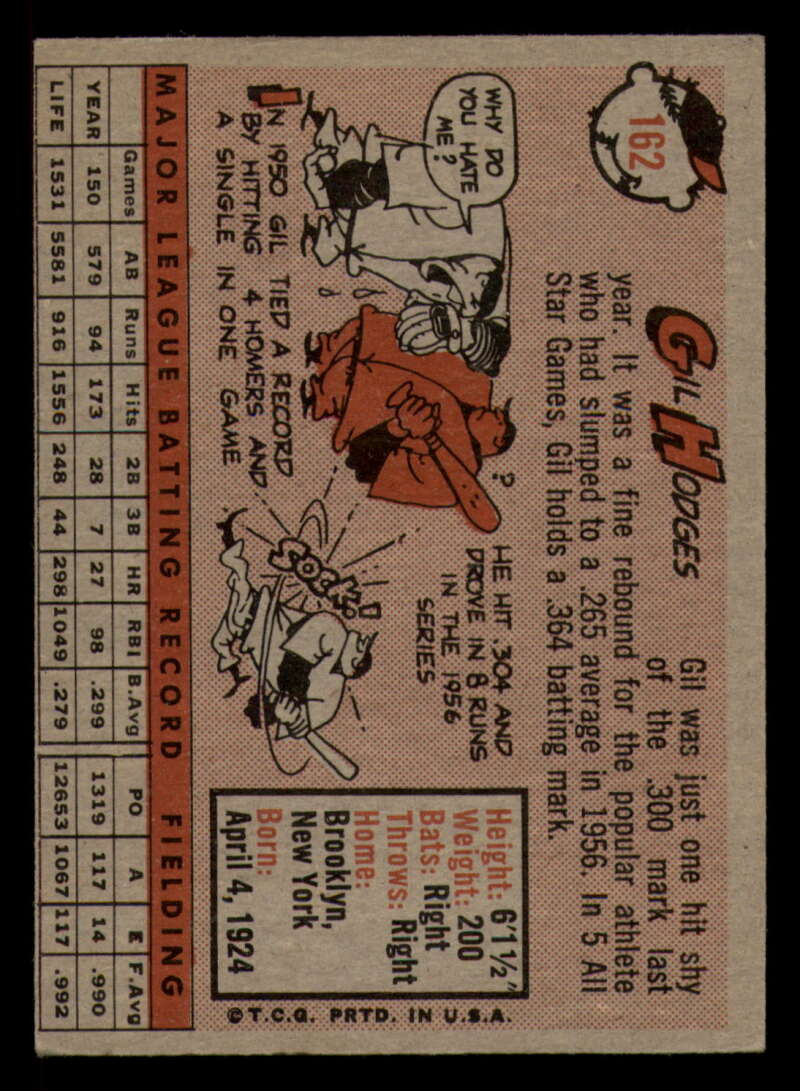 162
GIL HODGES
Gil was just one hit shy
of the .300 mark last
year. It was a fine rebound for the popular athlete
who had slumped to a .265 average in 1956. In 5 All
Star Games, Gil holds a .364 batting mark.
WHY DO
YOU HATE
ME?
IN 1950 GIL TIED A RECORD
BY HITTING 4 HOMERS AND
A SINGLE IN ONE GAME
?
HE HIT .304 AND
DROVE IN 8 RUNS
IN THE 1956
SERIES
SOCKO!
Height: 6'1½"
Weight: 200
Bats: Right
Throws: Right
Home:
Brooklyn,
New York
Born:
April 4, 1924
©T.C.G. PRTD. IN U.S.A.
MAJOR LEAGUE BATTING RECORD FIELDING
Games AB Runs Hits 2B 3B HR RBI B.Avg PO A E F.Avg
YEAR 150 579 94 173 28 7 27 98 .299 1319 117 14 .990
LIFE 1531 5581 916 1556 248 44 298 1049 .279 12653 1067 117 .992